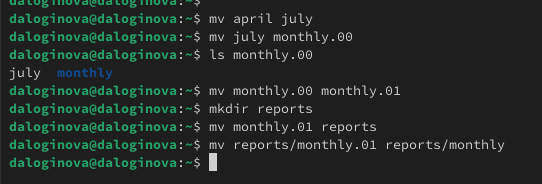 daloginova@daloginova:~$
daloginova@daloginova:~$ mv april july
daloginova@daloginova:~$ mv july monthly.00
daloginova@daloginova:~$ ls monthly.00
july  monthly
daloginova@daloginova:~$ mv monthly.00 monthly.01
daloginova@daloginova:~$ mkdir reports
daloginova@daloginova:~$ mv monthly.01 reports
daloginova@daloginova:~$ mv reports/monthly.01 reports/monthly
daloginova@daloginova:~$